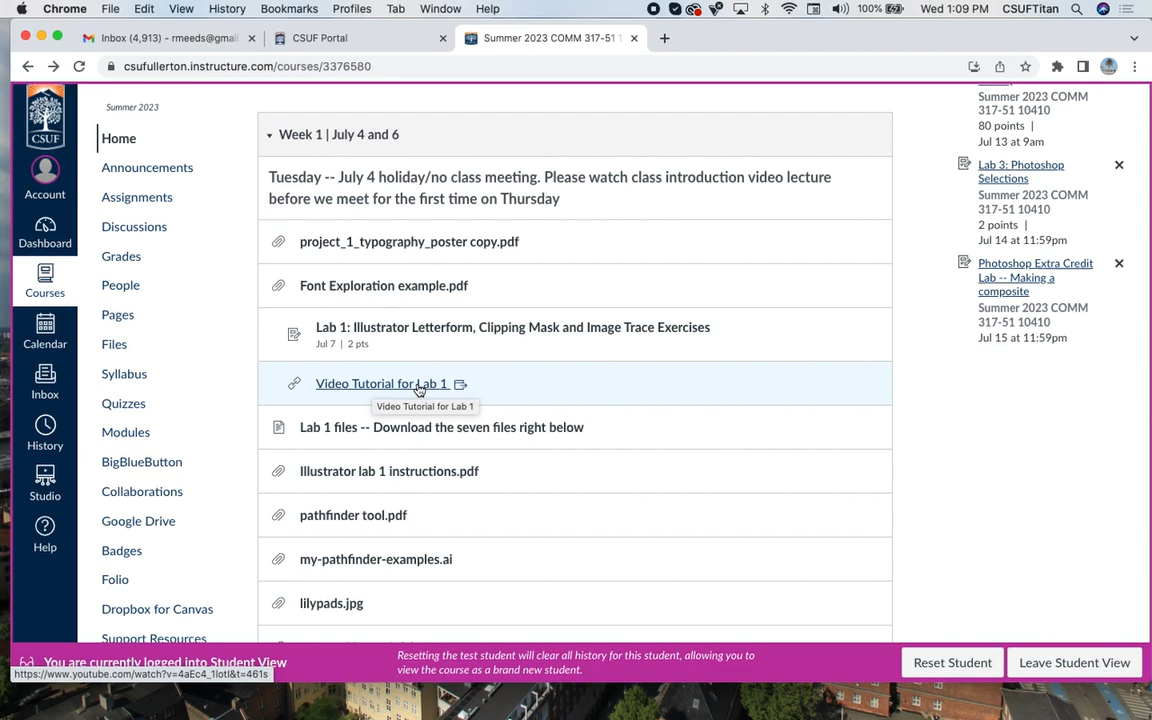 Chrome File Edit View History Bookmarks Profiles Tab Window Help 100% Wed 1:09 PM CSUFTitan
Inbox (4,913) - rmeeds@gmail CSUF Portal Summer 2023 COMM 317-51 1
csufullerton.instructure.com/courses/3376580
CSUF
Account
Dashboard
Courses
Calendar
Inbox
History
Studio
Help
Summer 2023
Home
Announcements
Assignments
Discussions
Grades
People
Pages
Files
Syllabus
Quizzes
Modules
BigBlueButton
Collaborations
Google Drive
Badges
Folio
Dropbox for Canvas
Support Resources
Week 1 | July 4 and 6
Tuesday -- July 4 holiday/no class meeting. Please watch class introduction video lecture
before we meet for the first time on Thursday
project_1_typography_poster copy.pdf
Font Exploration example.pdf
Lab 1: Illustrator Letterform, Clipping Mask and Image Trace Exercises
Jul 7 | 2 pts
Video Tutorial for Lab 1
Video Tutorial for Lab 1
Lab 1 files -- Download the seven files right below
Illustrator lab 1 instructions.pdf
pathfinder tool.pdf
my-pathfinder-examples.ai
lilypads.jpg
Summer 2023 COMM
317-51 10410
80 points |
Jul 13 at 9am
Lab 3: Photoshop
Selections
Summer 2023 COMM
317-51 10410
2 points |
Jul 14 at 11:59pm
Photoshop Extra Credit
Lab -- Making a
composite
Summer 2023 COMM
317-51 10410
Jul 15 at 11:59pm
You are currently logged into Student View
Resetting the test student will clear all history for this student, allowing you to
view the course as a brand new student.
Reset Student
Leave Student View
https://www.youtube.com/watch?v=4aEc4_1lotI&t=461s